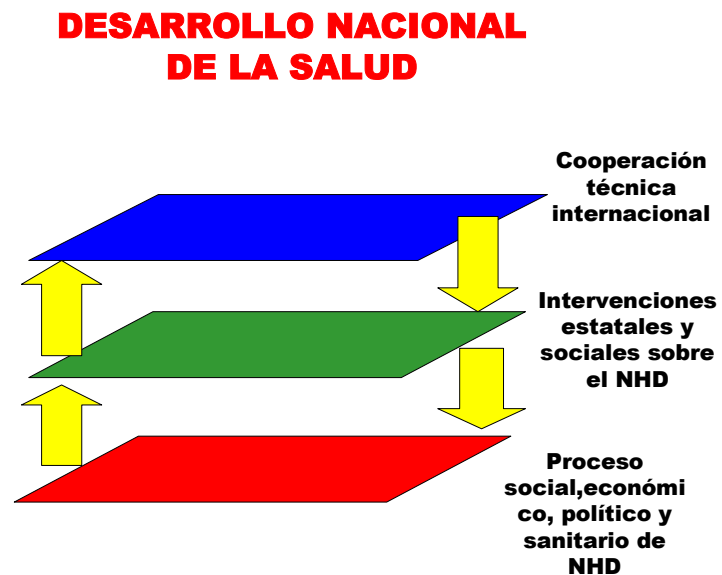 DESARROLLO NACIONAL
DE LA SALUD
Cooperación
técnica
internacional
Intervenciones
estatales y
sociales sobre
el NHD
Proceso
social,económi
co, político y
sanitario de
NHD